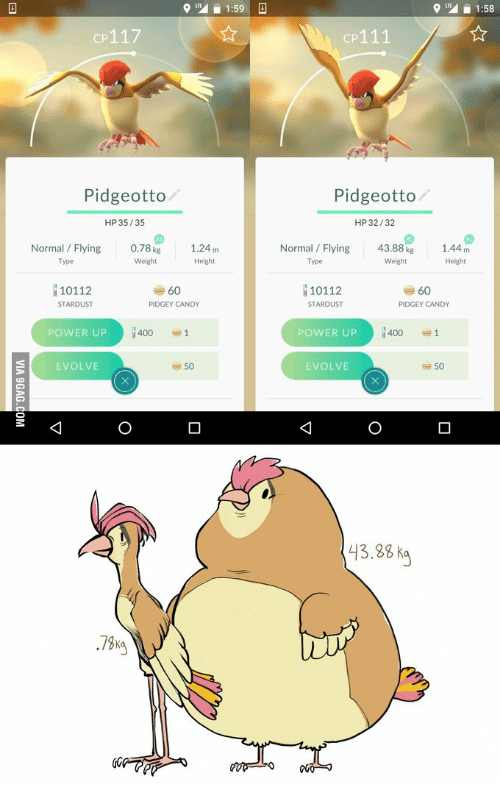 1:59
CP117
Pidgeotto
HP 35 / 35
Normal / Flying 0.78 kg 1.24 m
Type Weight Height
10112 60
STARDUST PIDGEY CANDY
POWER UP 400 1
EVOLVE 50
1:58
CP111
Pidgeotto
HP 32 / 32
XL XL
Normal / Flying 43.88 kg 1.44 m
Type Weight Height
10112 60
STARDUST PIDGEY CANDY
POWER UP 400 1
EVOLVE 50
VIA 9GAG.COM
43.88 kg
.78kg